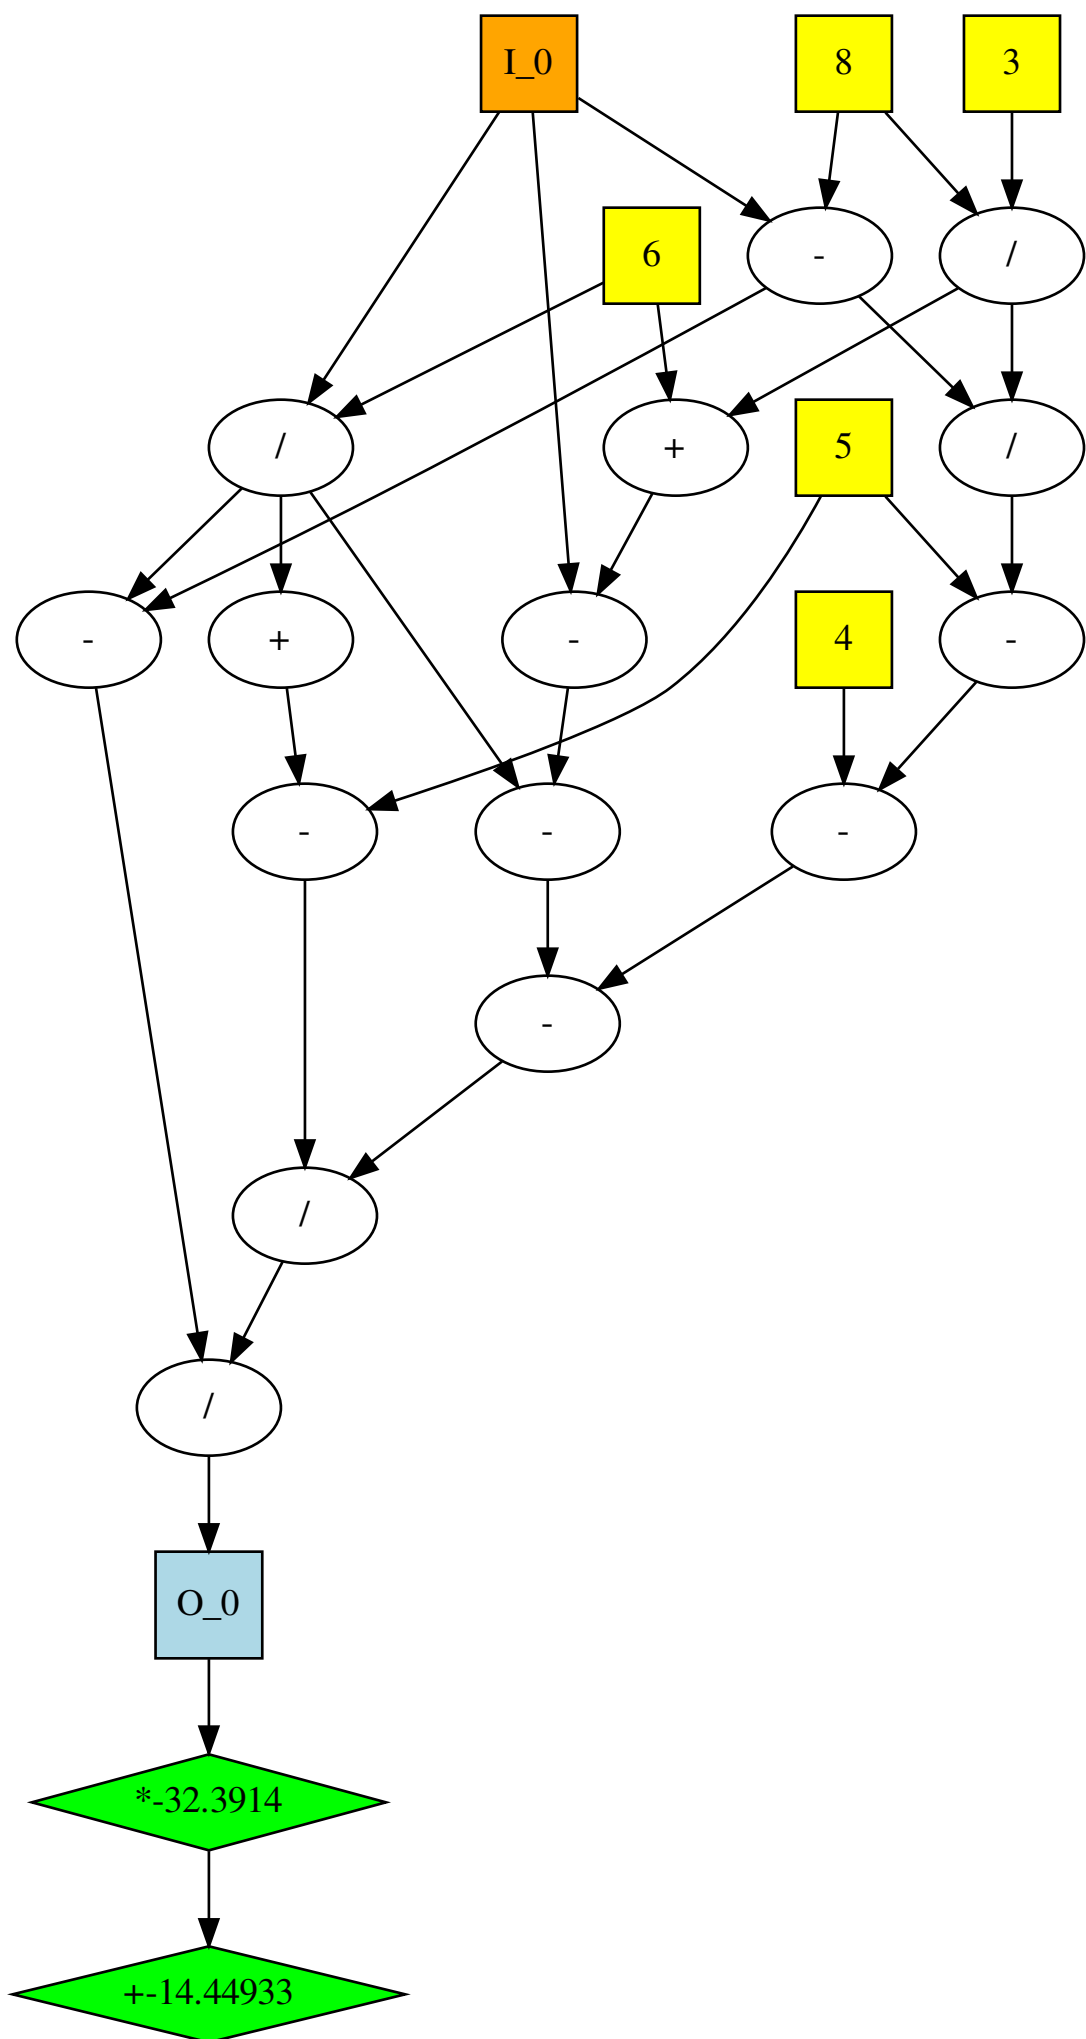 I_0 8 3
6 - /
/ + 5 /
- + - 4 -
- - -
-
/
/
O_0
*-32.3914
+-14.44933